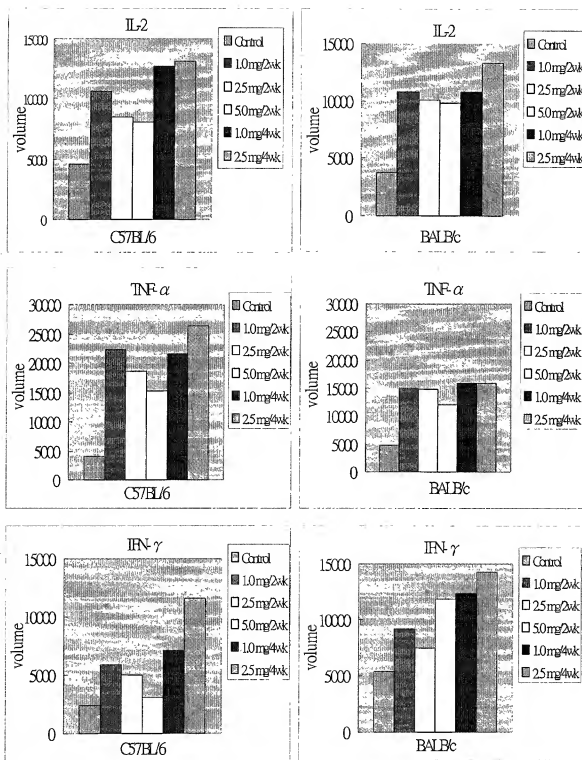 IL-2
15000
10000
5000
0
volume
C57BL/6
Control
1.0mg/2wk
2.5mg/2wk
5.0mg/2wk
1.0mg/4wk
2.5mg/4wk
IL-2
15000
10000
5000
0
volume
BALB/c
Control
1.0mg/2wk
2.5mg/2wk
5.0mg/2wk
1.0mg/4wk
2.5mg/4wk
TNF-α
30000
25000
20000
15000
10000
5000
0
volume
C57BL/6
Control
1.0mg/2wk
2.5mg/2wk
5.0mg/2wk
1.0mg/4wk
2.5mg/4wk
TNF-α
30000
25000
20000
15000
10000
5000
0
volume
BALB/c
Control
1.0mg/2wk
2.5mg/2wk
5.0mg/2wk
1.0mg/4wk
2.5mg/4wk
IFN-γ
15000
10000
5000
0
volume
C57BL/6
Control
1.0mg/2wk
2.5mg/2wk
5.0mg/2wk
1.0mg/4wk
2.5mg/4wk
IFN-γ
15000
10000
5000
0
volume
BALB/c
Control
1.0mg/2wk
2.5mg/2wk
5.0mg/2wk
1.0mg/4wk
2.5mg/4wk